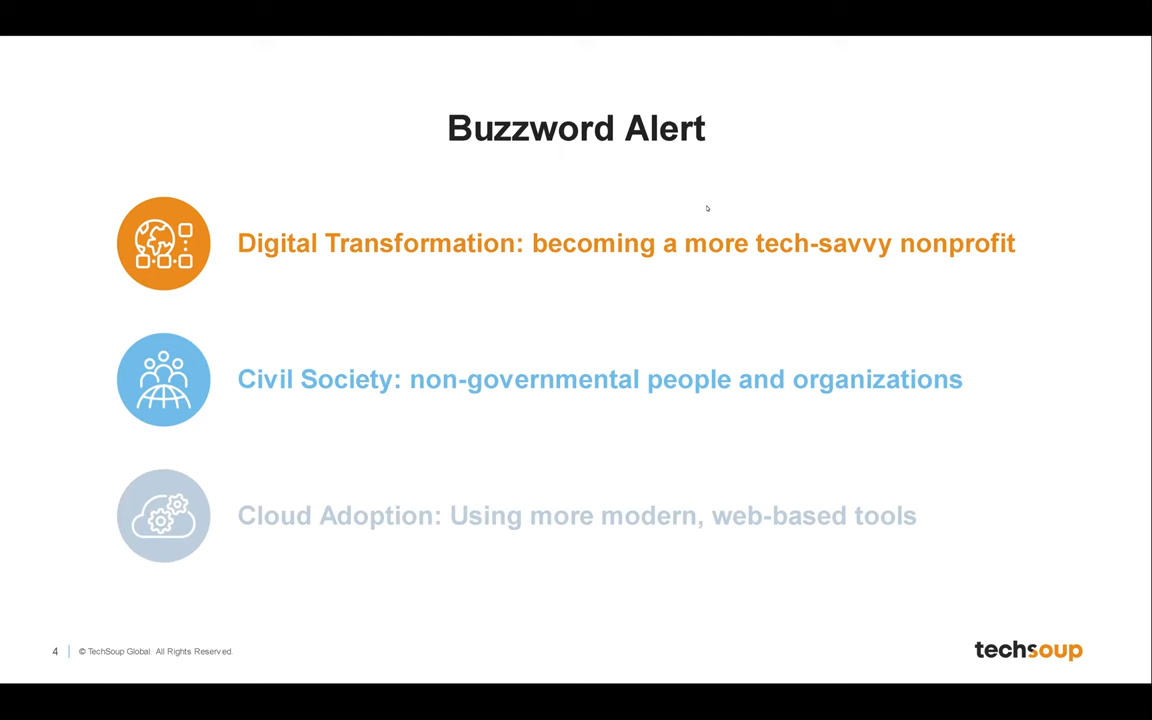 Buzzword Alert
Digital Transformation: becoming a more tech-savvy nonprofit
Civil Society: non-governmental people and organizations
Cloud Adoption: Using more modern, web-based tools
4
© TechSoup Global. All Rights Reserved.
techsoup